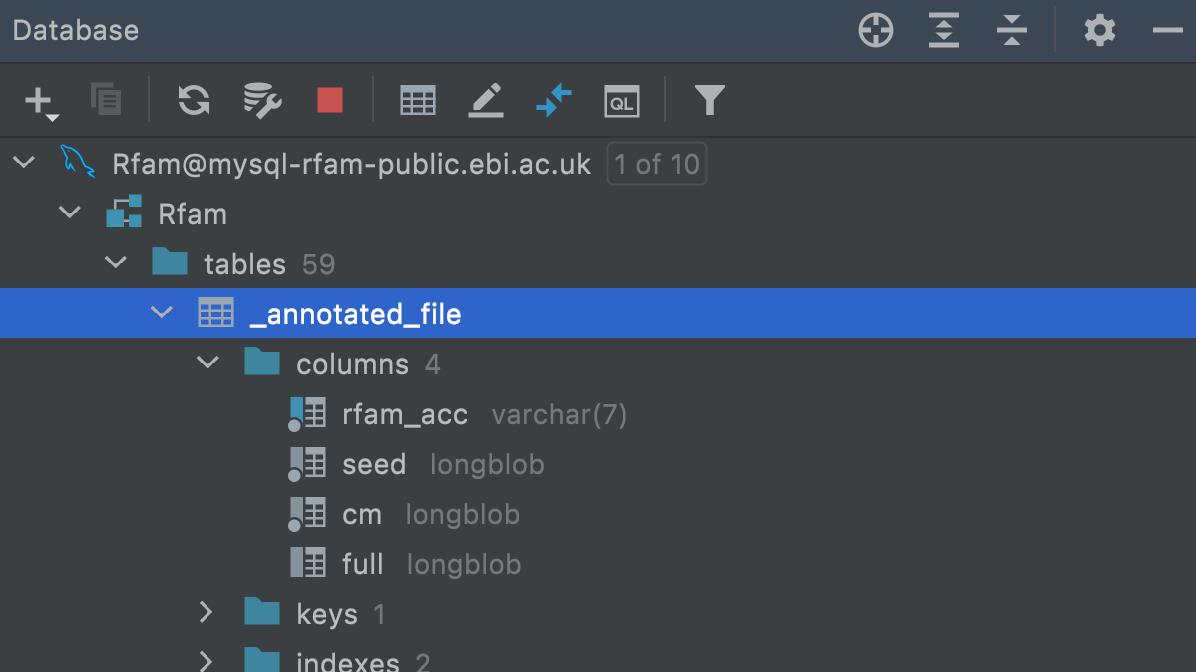 Database
QL
Rfam@mysql-rfam-public.ebi.ac.uk 1 of 10
Rfam
tables 59
_annotated_file
columns 4
rfam_acc varchar(7)
seed longblob
cm longblob
full longblob
keys 1
indexes 2